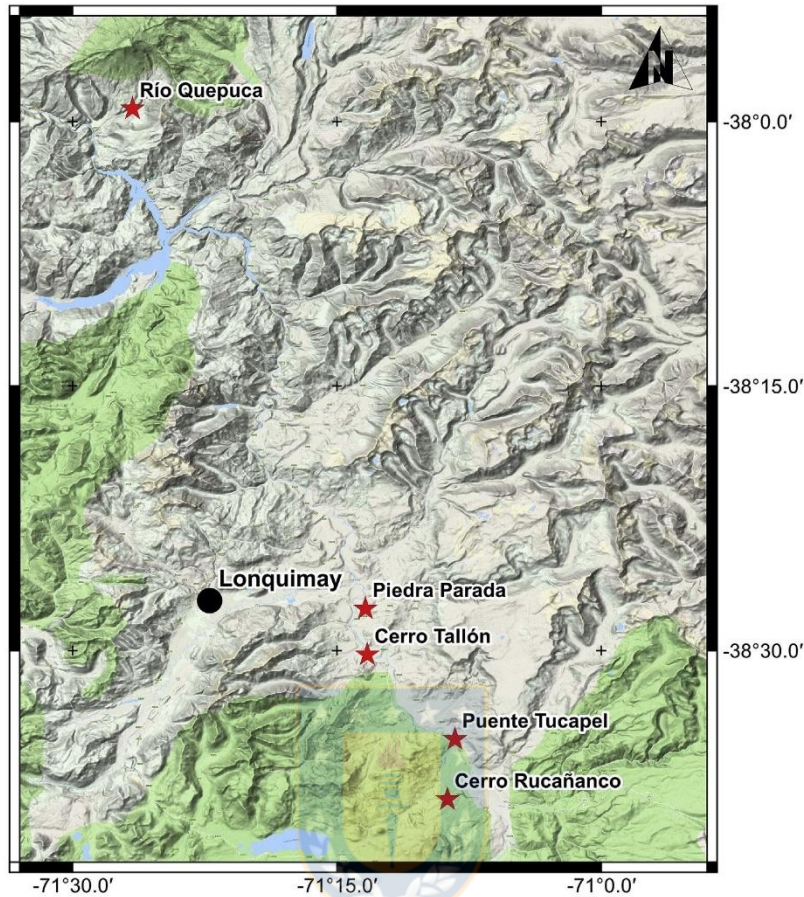 N
Río Quepuca
-38°0.0′
-38°15.0′
Lonquimay
Piedra Parada
Cerro Tallón
-38°30.0′
Puente Tucapel
Cerro Rucañanco
-71°30.0′
-71°15.0′
-71°0.0′